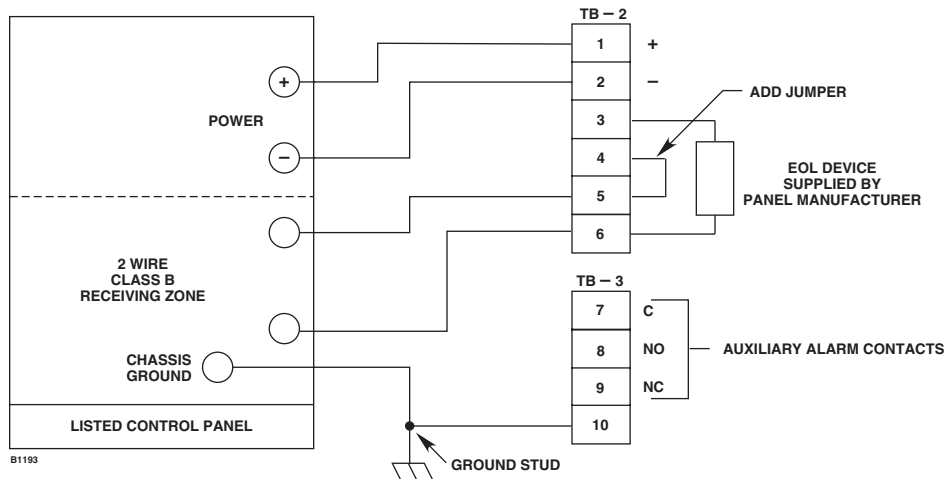 TB – 2
1 +
2 –
3
4
5
6
ADD JUMPER
EOL DEVICE
SUPPLIED BY
PANEL MANUFACTURER
+
POWER
–
2 WIRE
CLASS B
RECEIVING ZONE
CHASSIS
GROUND
LISTED CONTROL PANEL
B1193
TB – 3
7 C
8 NO
9 NC
10
AUXILIARY ALARM CONTACTS
GROUND STUD